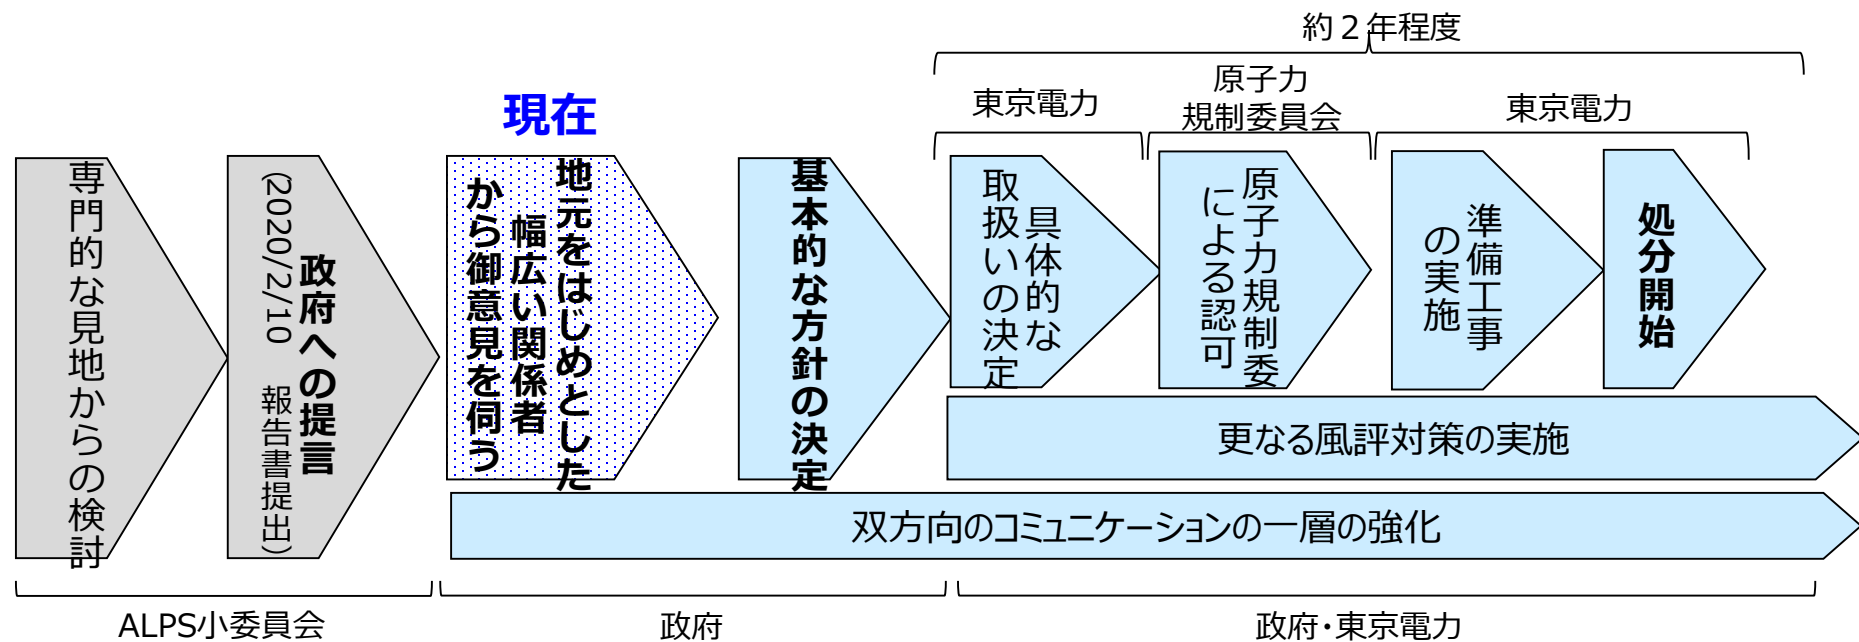 約２年程度
東京電力
原子力
規制委員会
東京電力
現在
専門的な見地からの検討
政府への提言
(2020/2/10　報告書提出)
地元をはじめとした
幅広い関係者
から御意見を伺う
基本的な方針の決定
具体的な
取扱いの決定
原子力規制委
による認可
準備工事
の実施
処分開始
更なる風評対策の実施
双方向のコミュニケーションの一層の強化
ALPS小委員会
政府
政府・東京電力